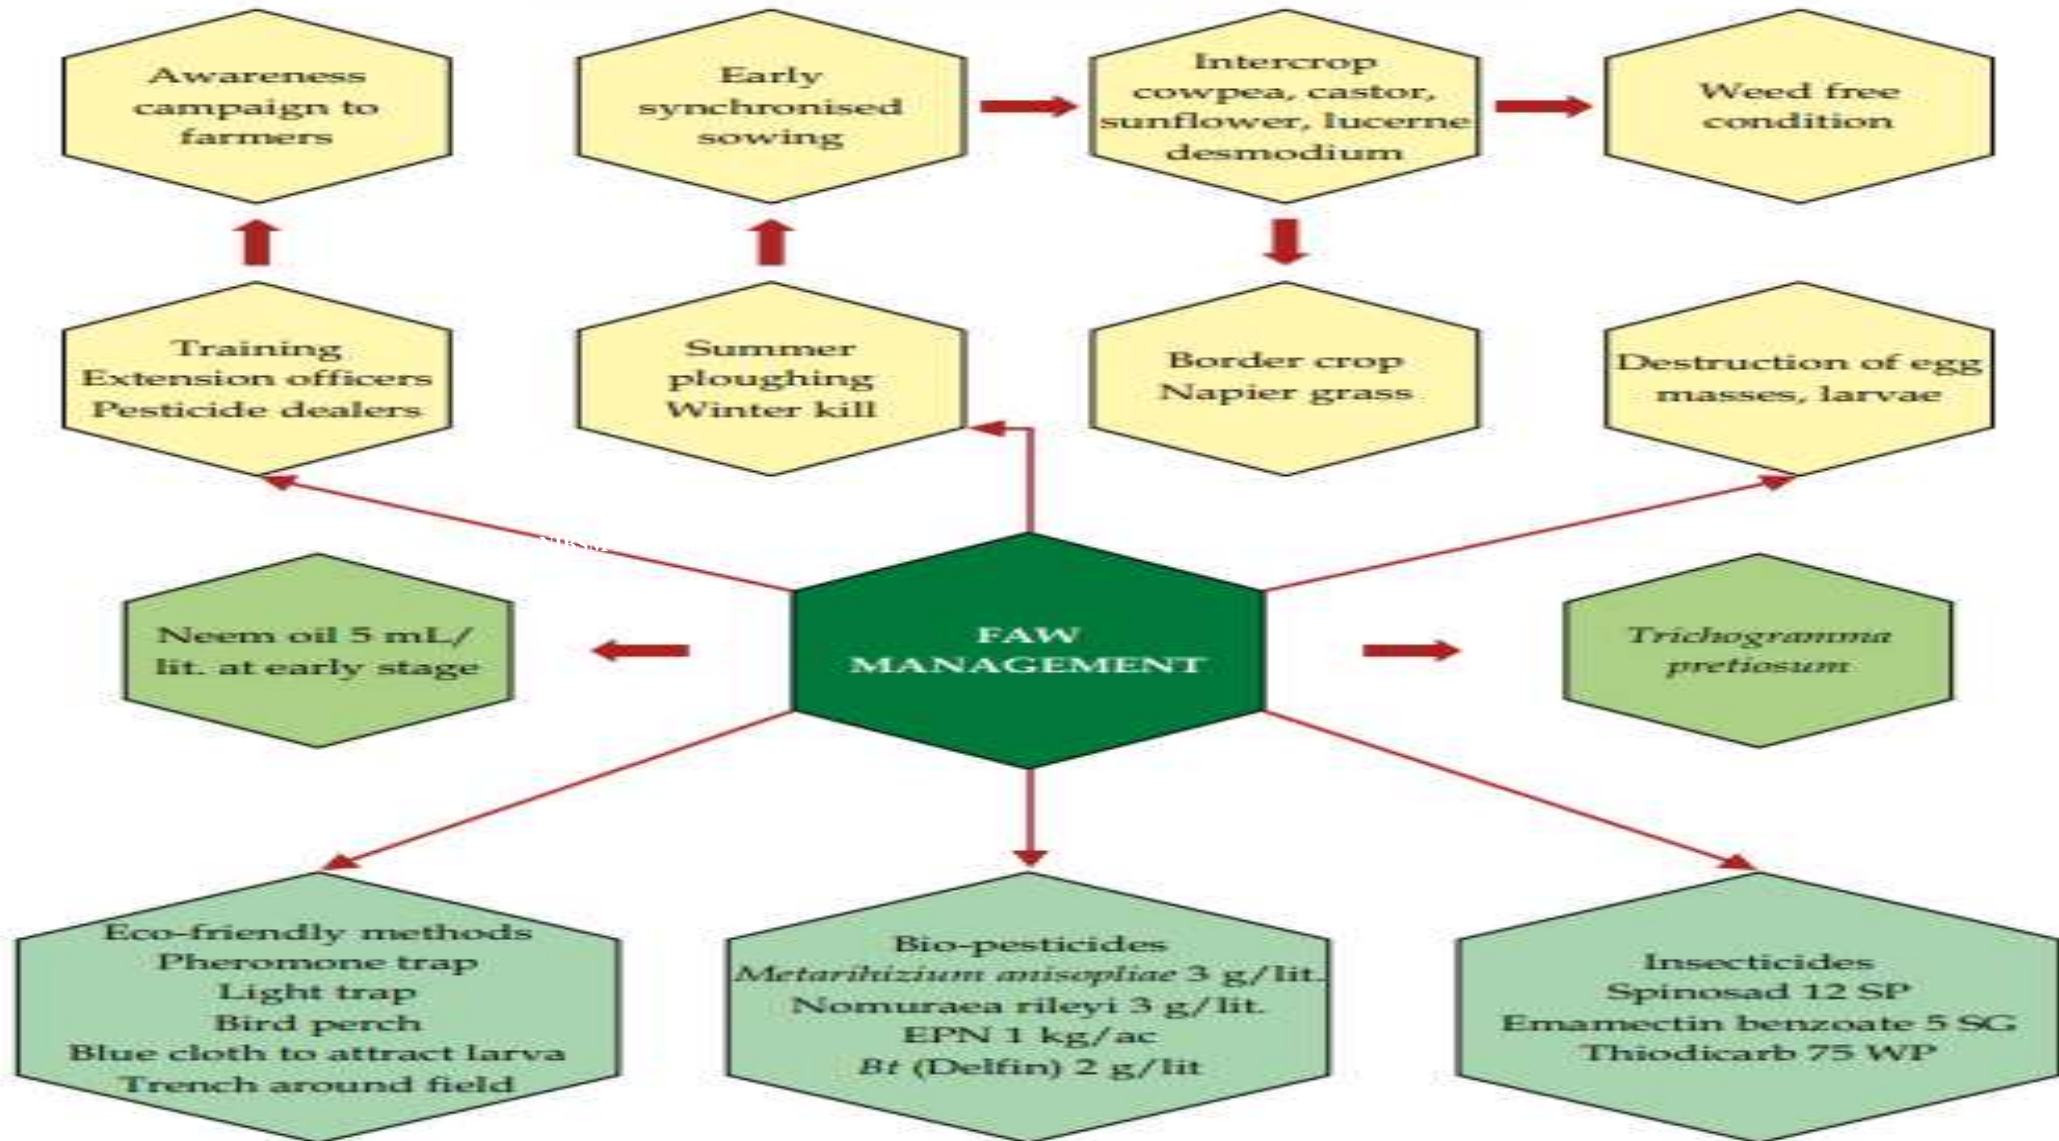 Awareness
campaign to
farmers
Early
synchronised
sowing
Intercrop
cowpea, castor,
sunflower, lucerne
desmodium
Weed free
condition
Training
Extension officers
Pesticide dealers
Summer
ploughing
Winter kill
Border crop
Napier grass
Destruction of egg
masses, larvae
Neem oil 5 mL/
lit. at early stage
FAW
MANAGEMENT
Trichogramma
pretiosum
Eco-friendly methods
Pheromone trap
Light trap
Bird perch
Blue cloth to attract larva
Trench around field
Bio-pesticides
Metarihizium anisopliae 3 g/lit.
Nomuraea rileyi 3 g/lit.
EPN 1 kg/ac
Bt (Delfin) 2 g/lit
Insecticides
Spinosad 12 SP
Emamectin benzoate 5 SG
Thiodicarb 75 WP